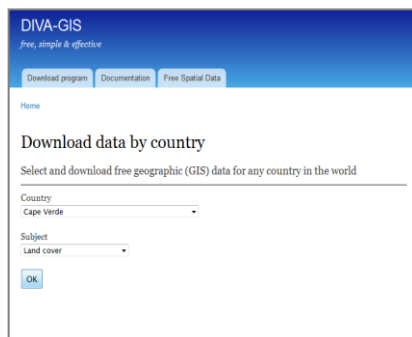 DIVA-GIS
free, simple & effective
Download program Documentation Free Spatial Data
Home
Download data by country
Select and download free geographic (GIS) data for any country in the world
Country
Cape Verde
Subject
Land cover
OK